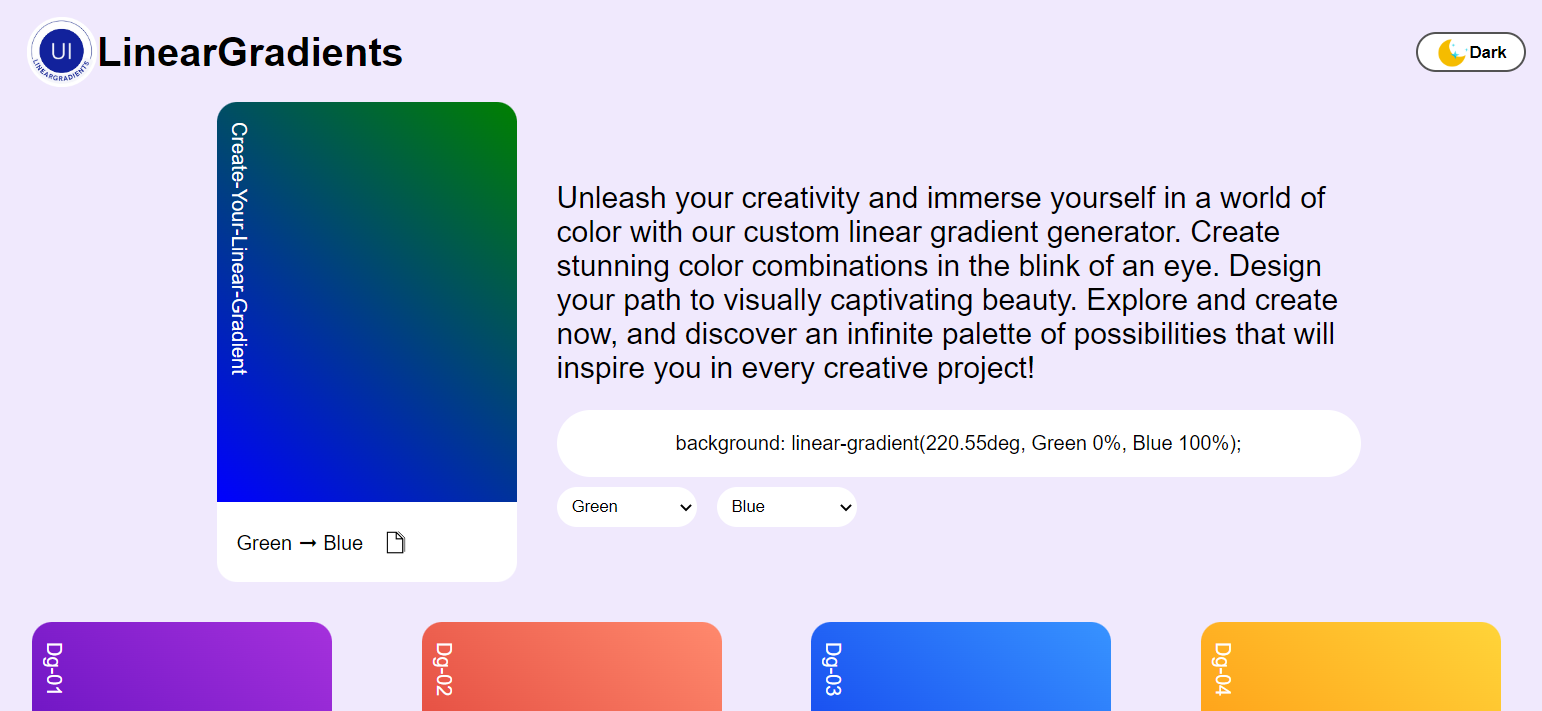 UI
LINEARGRADIENTS
LinearGradients
Dark
Create-Your-Linear-Gradient
Unleash your creativity and immerse yourself in a world of
color with our custom linear gradient generator. Create
stunning color combinations in the blink of an eye. Design
your path to visually captivating beauty. Explore and create
now, and discover an infinite palette of possibilities that will
inspire you in every creative project!
background: linear-gradient(220.55deg, Green 0%, Blue 100%);
Green
Blue
Green ➞ Blue
Dg-01
Dg-02
Dg-03
Dg-04